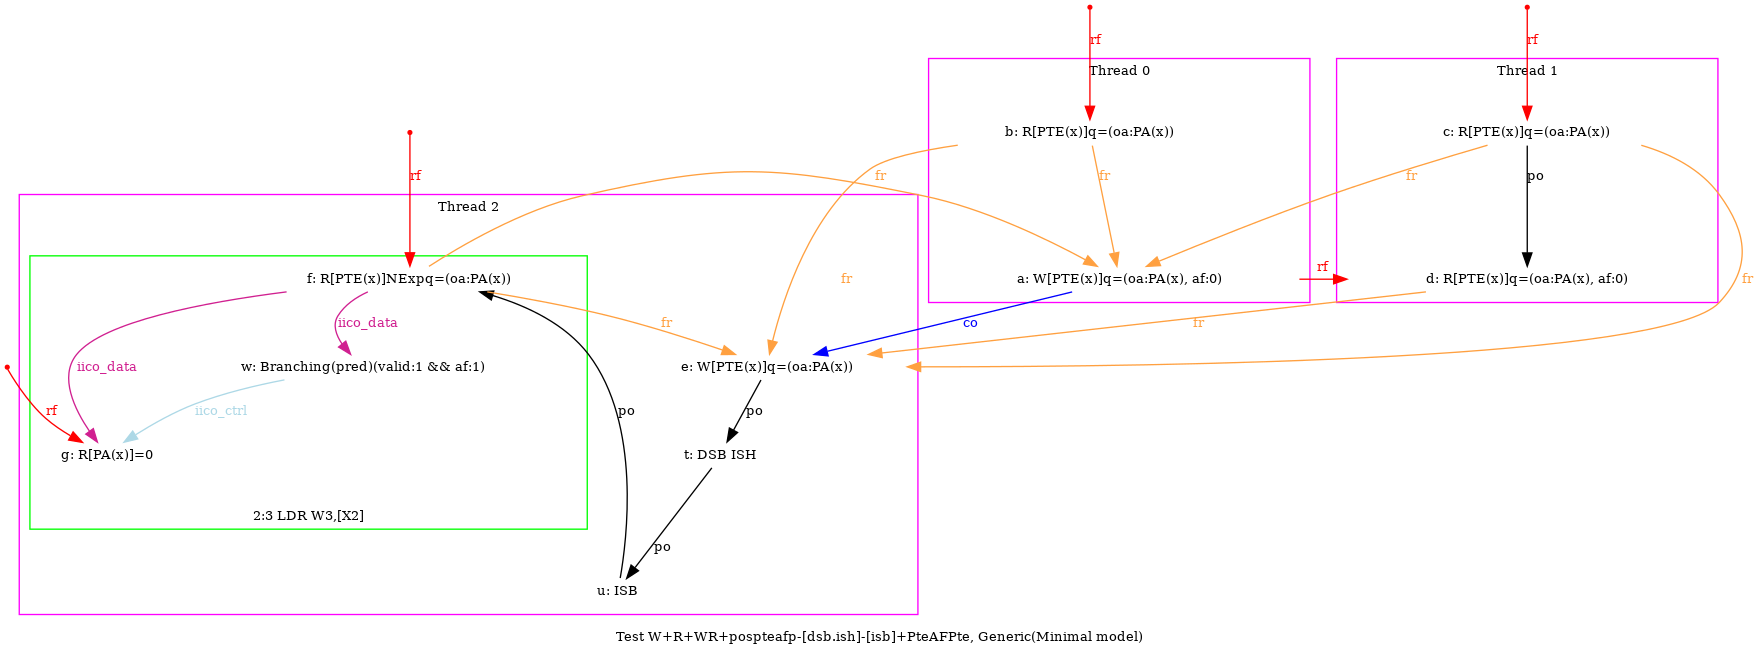 rf
rf
Thread 0
Thread 1
b: R[PTE(x)]q=(oa:PA(x))
c: R[PTE(x)]q=(oa:PA(x))
rf
fr
fr
fr
po
Thread 2
f: R[PTE(x)]NExpq=(oa:PA(x))
fr
a: W[PTE(x)]q=(oa:PA(x), af:0)
rf
d: R[PTE(x)]q=(oa:PA(x), af:0)
fr
iico_data
fr
co
fr
iico_data
w: Branching(pred)(valid:1 && af:1)
e: W[PTE(x)]q=(oa:PA(x))
rf
iico_ctrl
po
po
g: R[PA(x)]=0
t: DSB ISH
2:3 LDR W3,[X2]
po
u: ISB
Test W+R+WR+pospteafp-[dsb.ish]-[isb]+PteAFPte, Generic(Minimal model)